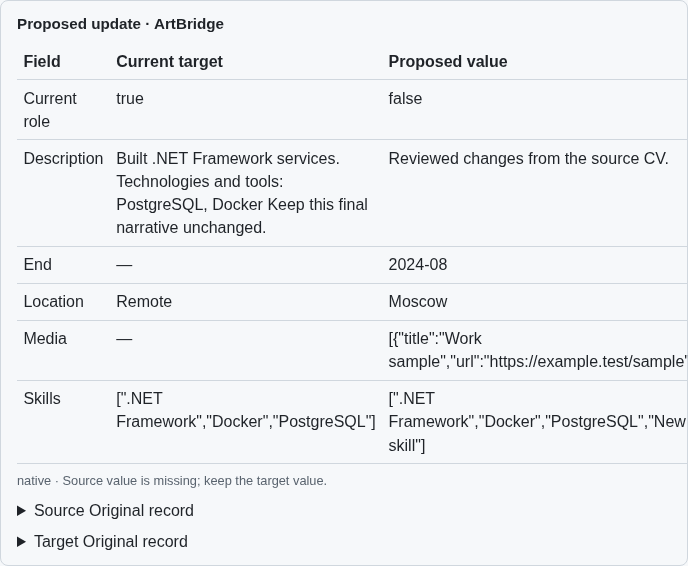 Proposed update · ArtBridge
Field Current target Proposed value
Current true false
role
Description Built .NET Framework services. Reviewed changes from the source CV.
Technologies and tools:
PostgreSQL, Docker Keep this final
narrative unchanged.
End — 2024-08
Location Remote Moscow
Media — [{"title":"Work
sample","url":"https://example.test/sample"
Skills [".NET [".NET
Framework","Docker","PostgreSQL"] Framework","Docker","PostgreSQL","New
skill"]
native · Source value is missing; keep the target value.
▶ Source Original record
▶ Target Original record